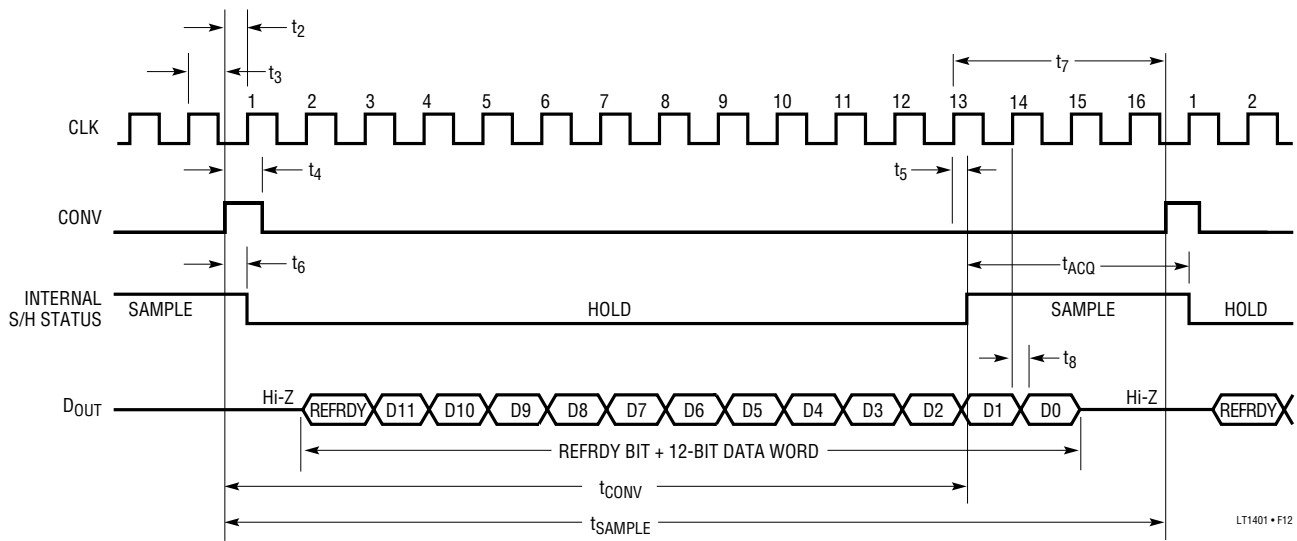 t2
t3
t7
1 2 3 4 5 6 7 8 9 10 11 12 13 14 15 16 1 2
CLK
t4
t5
CONV
t6
tACQ
INTERNAL
S/H STATUS
SAMPLE HOLD SAMPLE HOLD
t8
DOUT
Hi-Z REFRDY D11 D10 D9 D8 D7 D6 D5 D4 D3 D2 D1 D0 Hi-Z REFRDY
REFRDY BIT + 12-BIT DATA WORD
tCONV
tSAMPLE
LT1401 • F12